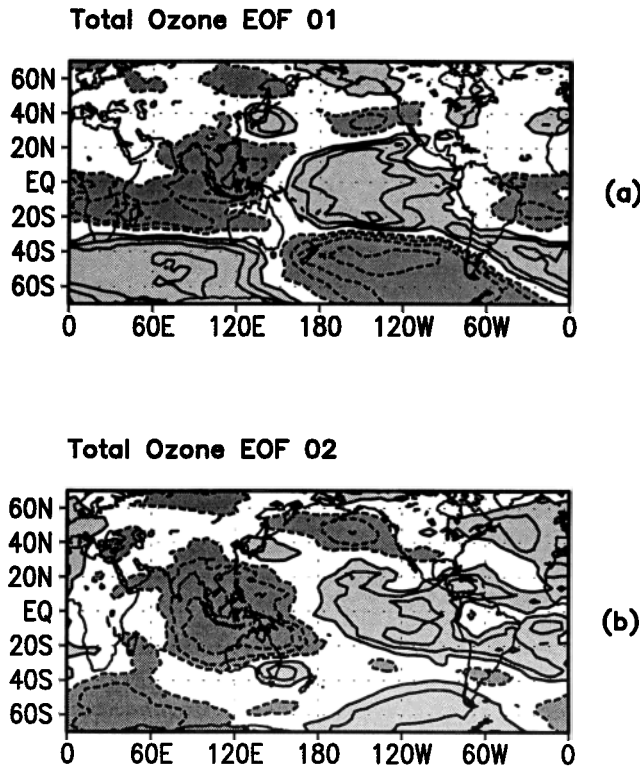 Total Ozone EOF 01
60N
40N
20N
EQ
20S
40S
60S
0 60E 120E 180 120W 60W 0
(a)
Total Ozone EOF 02
60N
40N
20N
EQ
20S
40S
60S
0 60E 120E 180 120W 60W 0
(b)